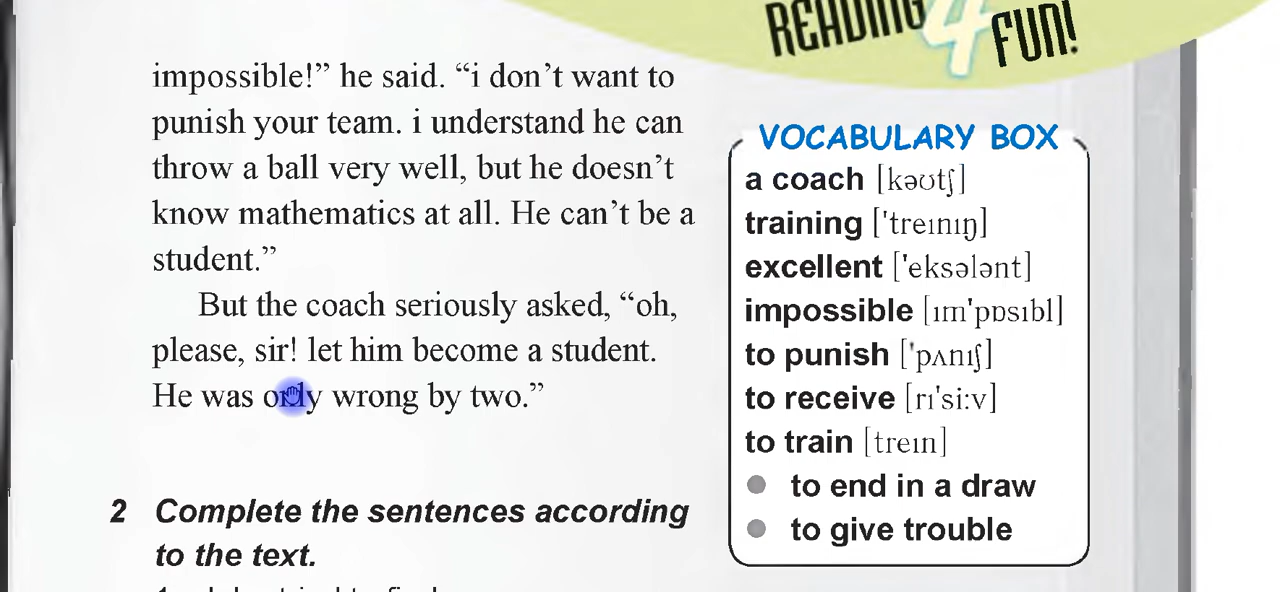 READING 4 FUN!
impossible!” he said. “i don’t want to
punish your team. i understand he can
throw a ball very well, but he doesn’t
know mathematics at all. He can’t be a
student.”
But the coach seriously asked, “oh,
please, sir! let him become a student.
He was only wrong by two.”
2 Complete the sentences according
to the text.
VOCABULARY BOX
a coach [kəʊtʃ]
training ['treɪnɪŋ]
excellent ['eksələnt]
impossible [ɪm'pɒsɪbl]
to punish ['pʌnɪʃ]
to receive [rɪ'si:v]
to train [treɪn]
● to end in a draw
● to give trouble